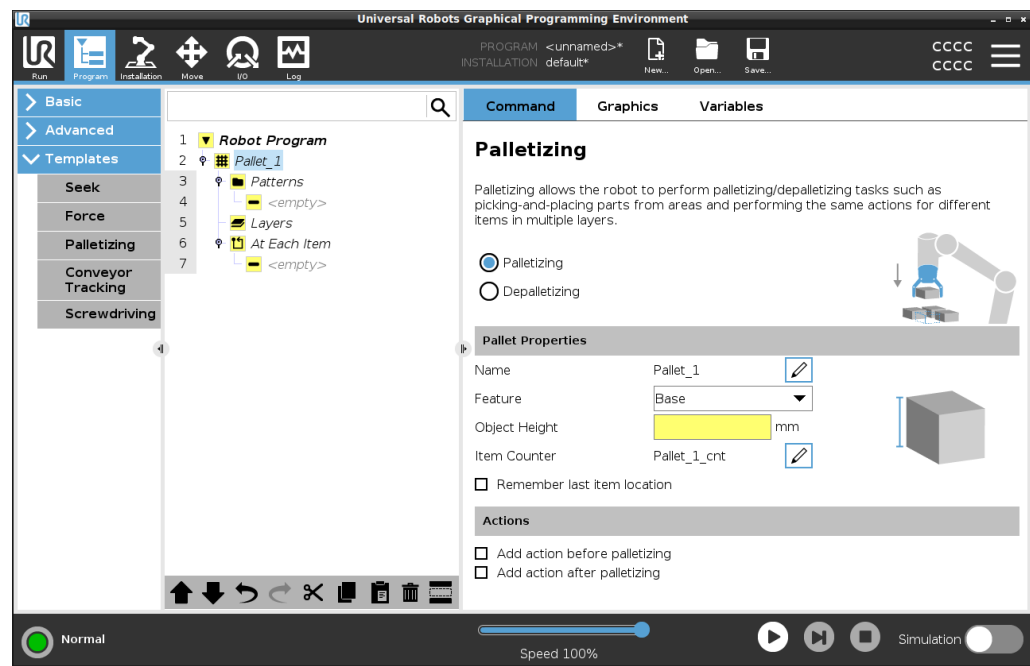 UR
Universal Robots Graphical Programming Environment
UR
Run
Program
Installation
Move
I/O
Log
PROGRAM <unnamed>*
INSTALLATION default*
New...
Open...
Save...
CCCC
CCCC
Basic
Advanced
Templates
Seek
Force
Palletizing
Conveyor
Tracking
Screwdriving
1 Robot Program
2 Pallet_1
3 Patterns
4 <empty>
5 Layers
6 At Each Item
7 <empty>
Command Graphics Variables
Palletizing
Palletizing allows the robot to perform palletizing/depalletizing tasks such as
picking-and-placing parts from areas and performing the same actions for different
items in multiple layers.
Palletizing
Depalletizing
Pallet Properties
Name Pallet_1
Feature Base
Object Height mm
Item Counter Pallet_1_cnt
Remember last item location
Actions
Add action before palletizing
Add action after palletizing
Normal
Speed 100%
Simulation